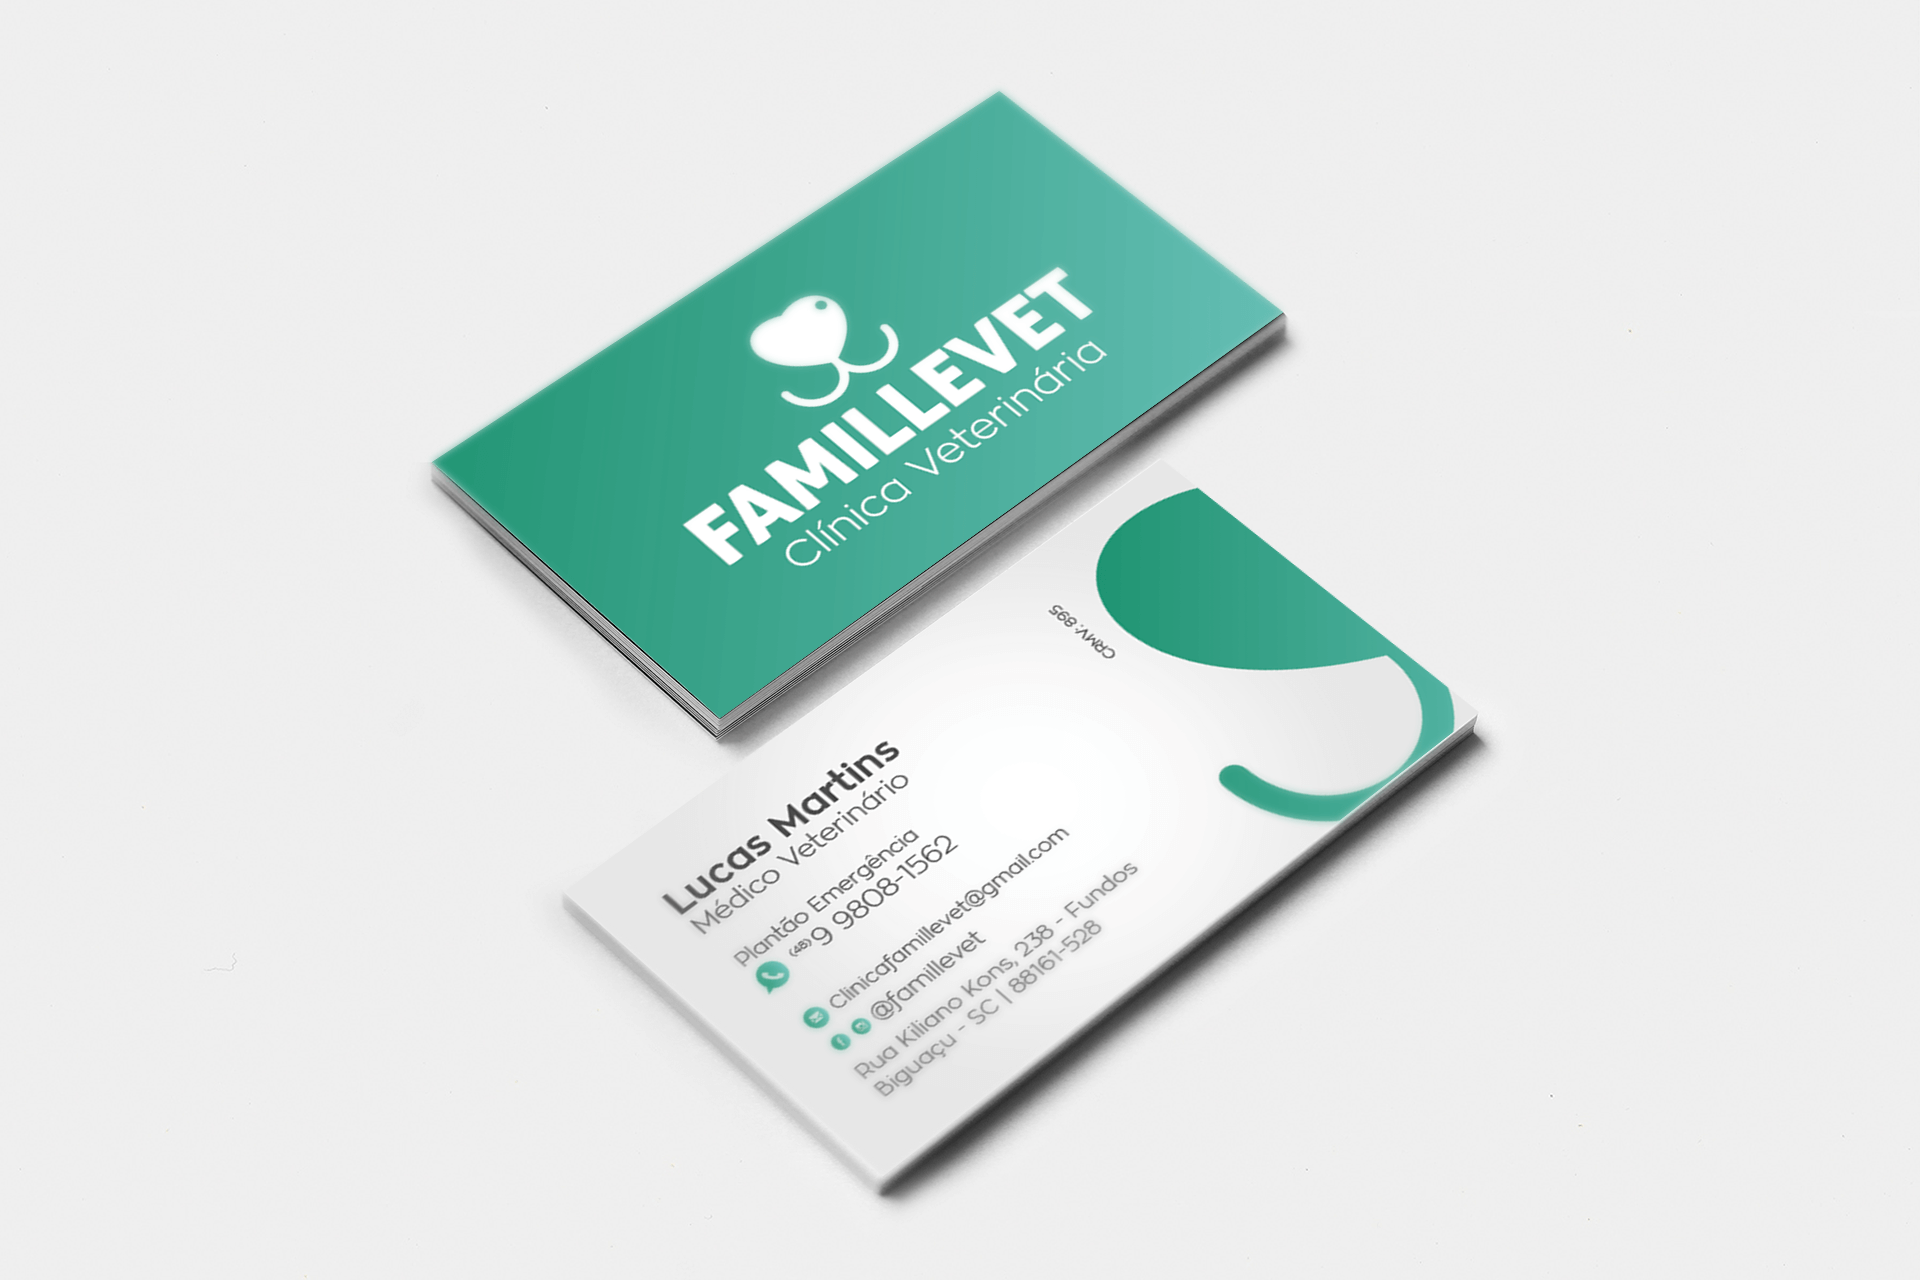 FAMILLEVET
Clínica Veterinária
CRMV: 895
Lucas Martins
Médico Veterinário
Plantão Emergência
(48) 9 9808-1562
Clinicafamillevet@gmail.com
@famillevet
Rua Kiliano Kons, 238 - Fundos
Biguaçu - SC | 88161-528